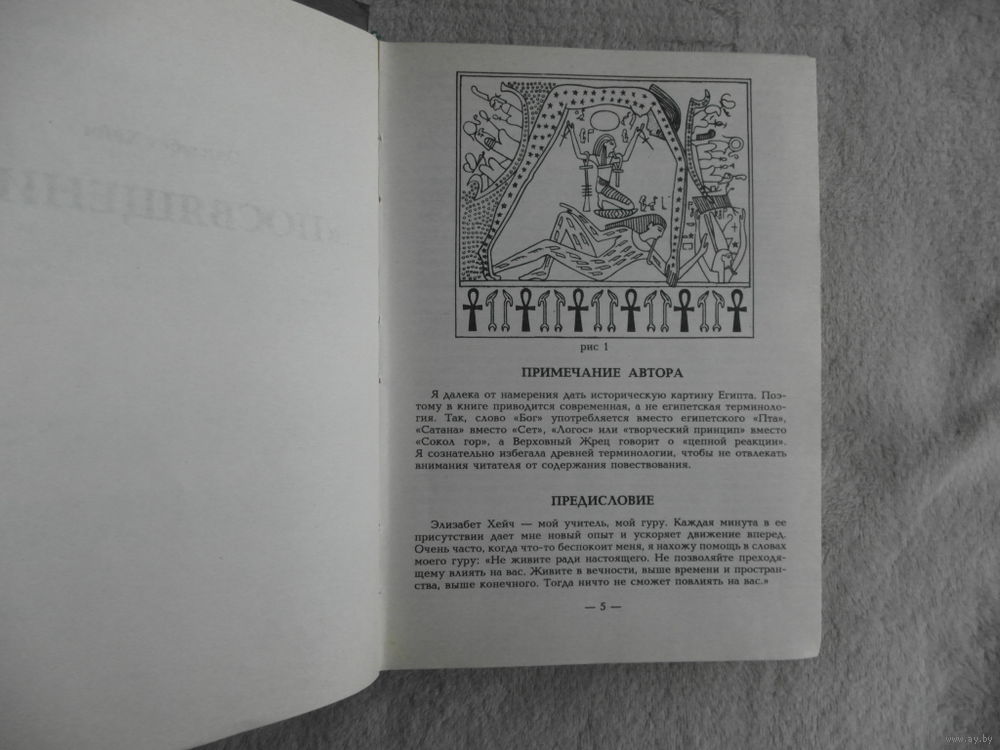 рис 1
ПРИМЕЧАНИЕ АВТОРА
Я далека от намерения дать историческую картину Египта. Поэ-
тому в книге приводится современная, а не египетская терминоло-
гия. Так, слово «Бог» употребляется вместо египетского «Пта»,
«Сатана» вместо «Сет», «Логос» или «творческий принцип» вместо
«Сокол гор», а Верховный Жрец говорит о «цепной реакции».
Я сознательно избегала древней терминологии, чтобы не отвлекать
внимания читателя от содержания повествования.
ПРЕДИСЛОВИЕ
Элизабет Хейч — мой учитель, мой гуру. Каждая минута в ее
присутствии дает мне новый опыт и ускоряет движение вперед.
Очень часто, когда что-то беспокоит меня, я нахожу помощь в словах
моего гуру: «Не живите ради настоящего. Не позволяйте преходя-
щему влиять на вас. Живите в вечности, выше времени и простран-
ства, выше конечного. Тогда ничто не сможет повлиять на вас.»
— 5 —
www.ay.by